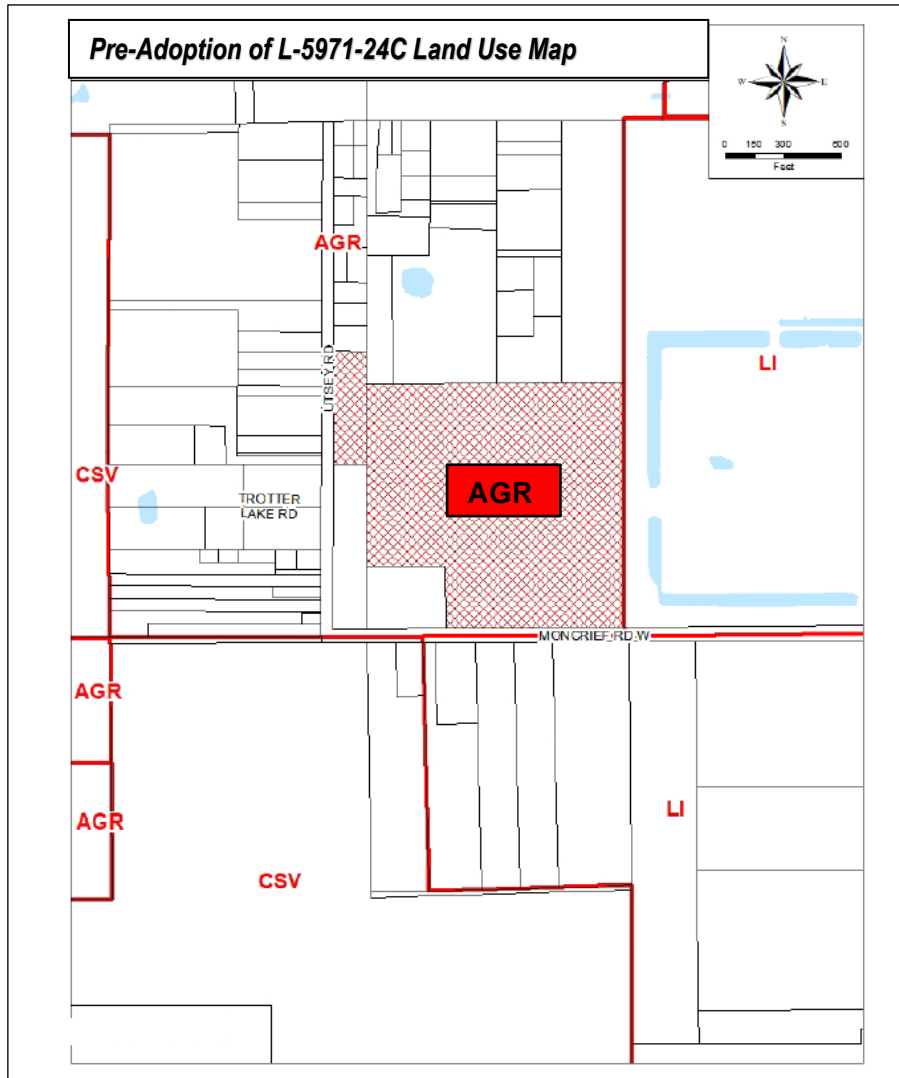 Pre-Adoption of L-5971-24C Land Use Map
N
W
E
S
0 150 300 600
Feet
AGR
UTSEY RD
LI
CSV
TROTTER
LAKE RD
AGR
MONCRIEF RD W
AGR
AGR
LI
CSV